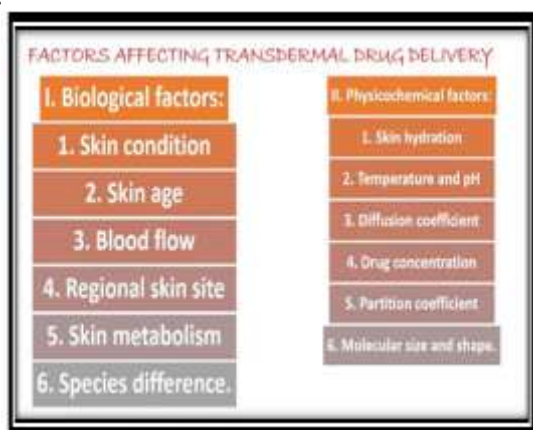 FACTORS AFFECTING TRANSDERMAL DRUG DELIVERY
I. Biological factors:
1. Skin condition
2. Skin age
3. Blood flow
4. Regional skin site
5. Skin metabolism
6. Species difference.
II. Physicochemical factors:
1. Skin hydration
2. Temperature and pH
3. Diffusion coefficient
4. Drug concentration
5. Partition coefficient
6. Molecular size and shape.